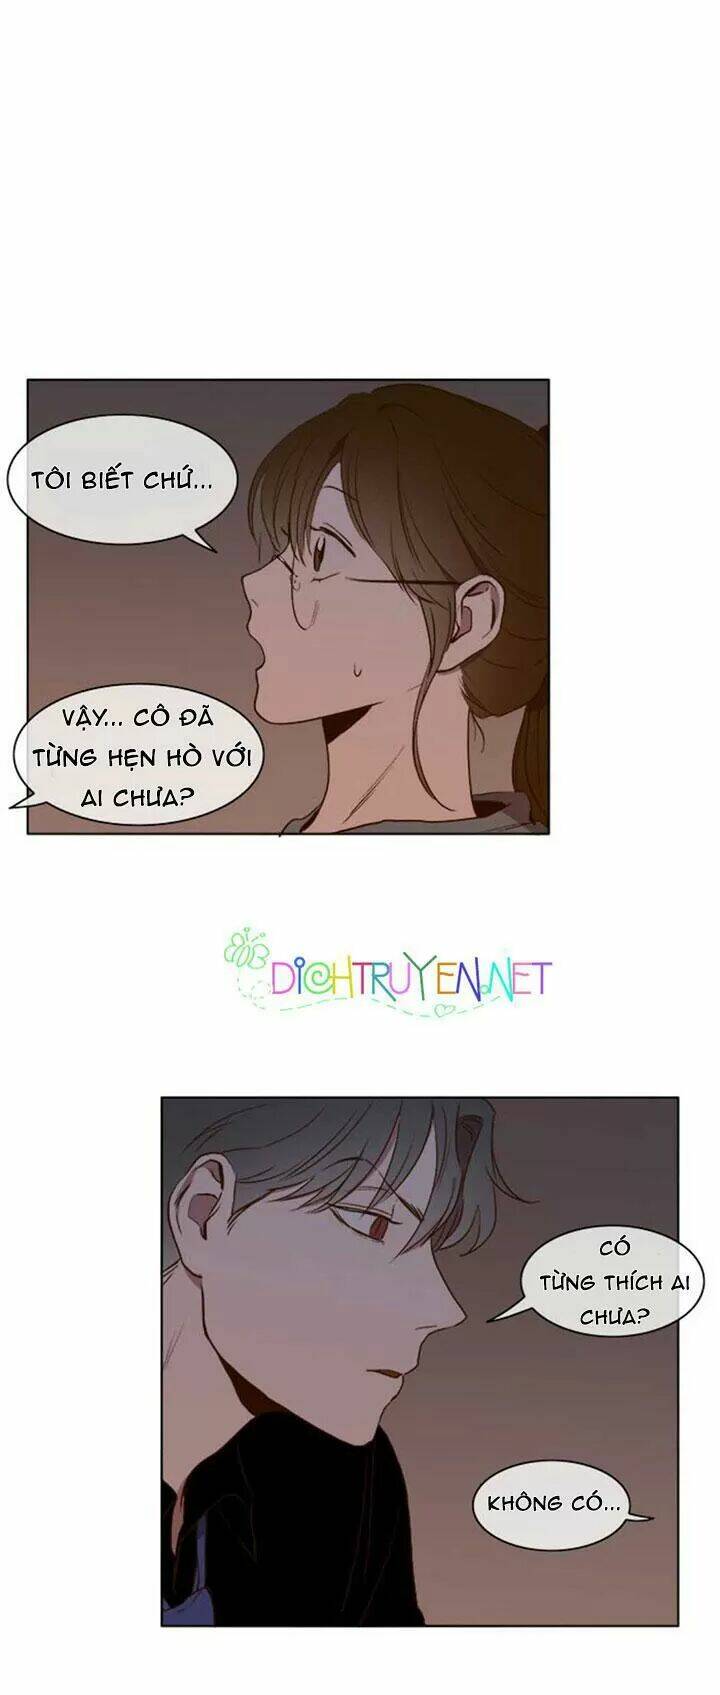 TÔI BIẾT CHỨ...
VẬY... CÔ ĐÃ
TỪNG HẸN HÒ VỚI
AI CHƯA?
DICHTRUYEN.NET
CÓ
TỪNG THÍCH AI
CHƯA?
KHÔNG CÓ...